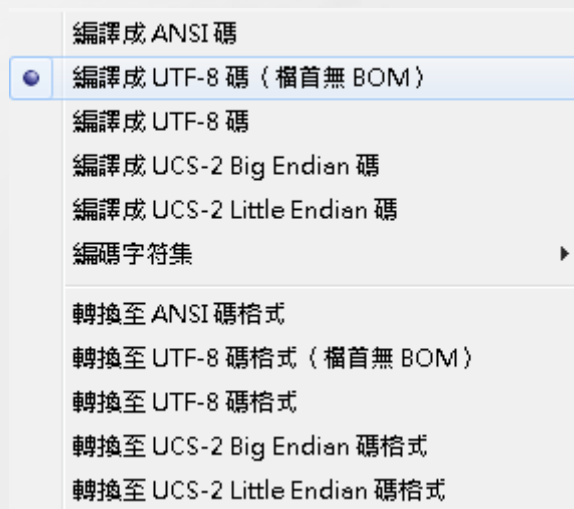 編譯成 ANSI 碼
編譯成 UTF-8 碼（檔首無 BOM）
編譯成 UTF-8 碼
編譯成 UCS-2 Big Endian 碼
編譯成 UCS-2 Little Endian 碼
編碼字符集
轉換至 ANSI 碼格式
轉換至 UTF-8 碼格式（檔首無 BOM）
轉換至 UTF-8 碼格式
轉換至 UCS-2 Big Endian 碼格式
轉換至 UCS-2 Little Endian 碼格式